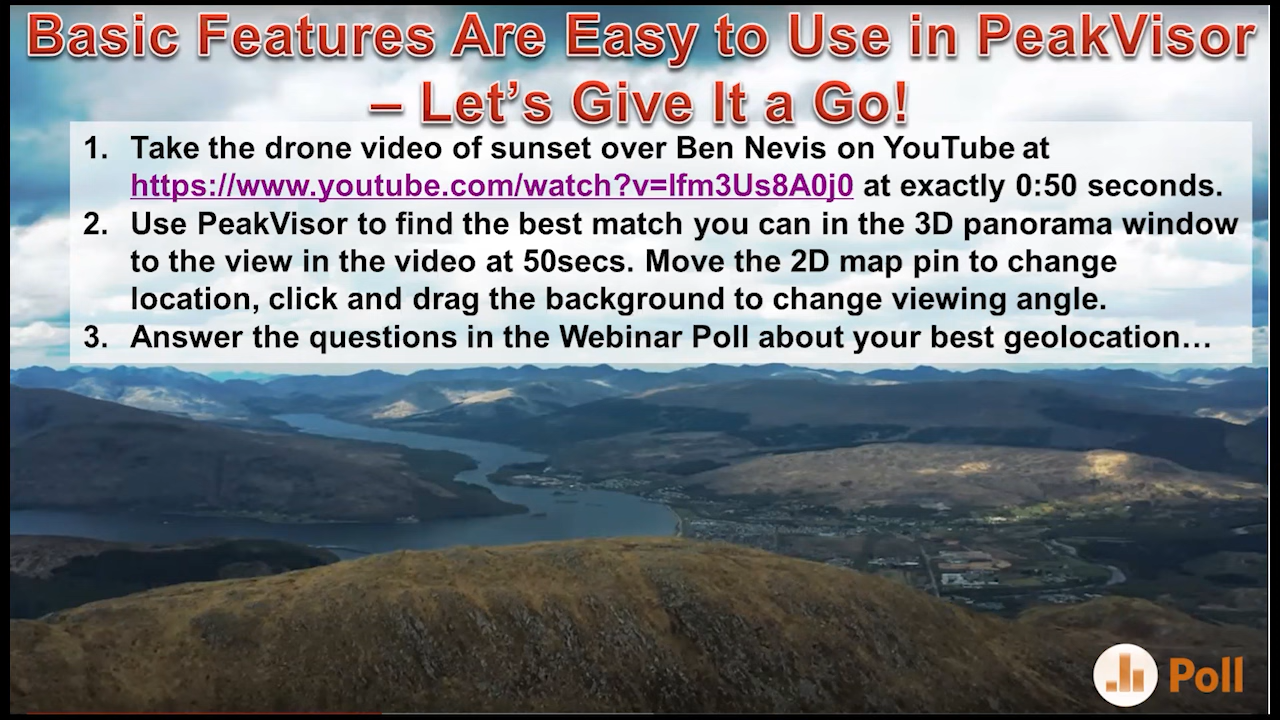 Basic Features Are Easy to Use in PeakVisor
– Let's Give It a Go!
1. Take the drone video of sunset over Ben Nevis on YouTube at
https://www.youtube.com/watch?v=lfm3Us8A0j0 at exactly 0:50 seconds.
2. Use PeakVisor to find the best match you can in the 3D panorama window
to the view in the video at 50secs. Move the 2D map pin to change
location, click and drag the background to change viewing angle.
3. Answer the questions in the Webinar Poll about your best geolocation…
Poll